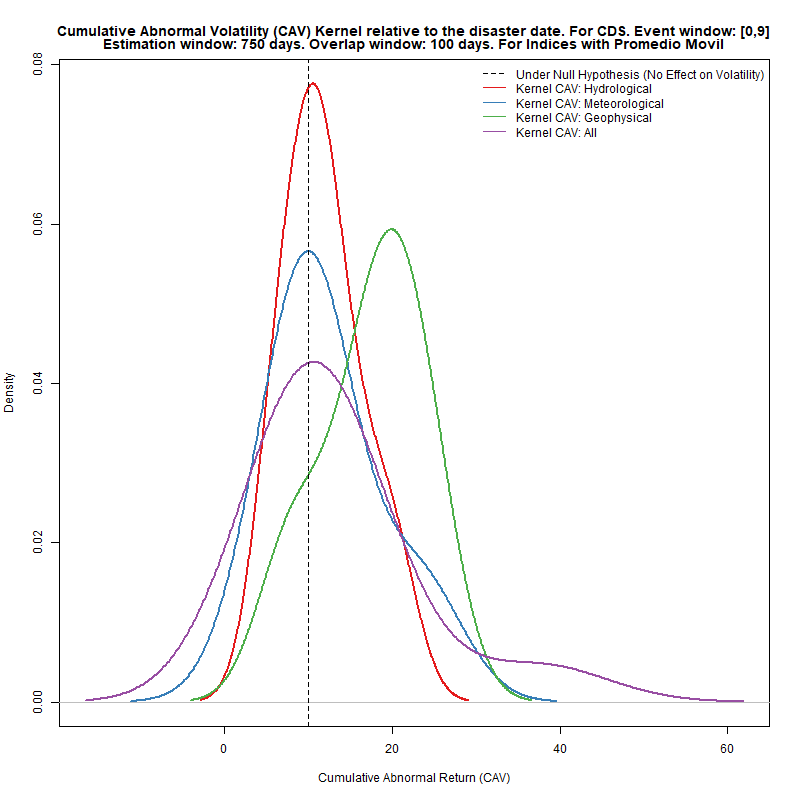 Cumulative Abnormal Volatility (CAV) Kernel relative to the disaster date. For CDS. Event window: [0,9]
Estimation window: 750 days. Overlap window: 100 days. For Indices with Promedio Movil
Under Null Hypothesis (No Effect on Volatility)
Kernel CAV: Hydrological
Kernel CAV: Meteorological
Kernel CAV: Geophysical
Kernel CAV: All
Density
0.08
0.06
0.04
0.02
0.00
0 20 40 60
Cumulative Abnormal Return (CAV)